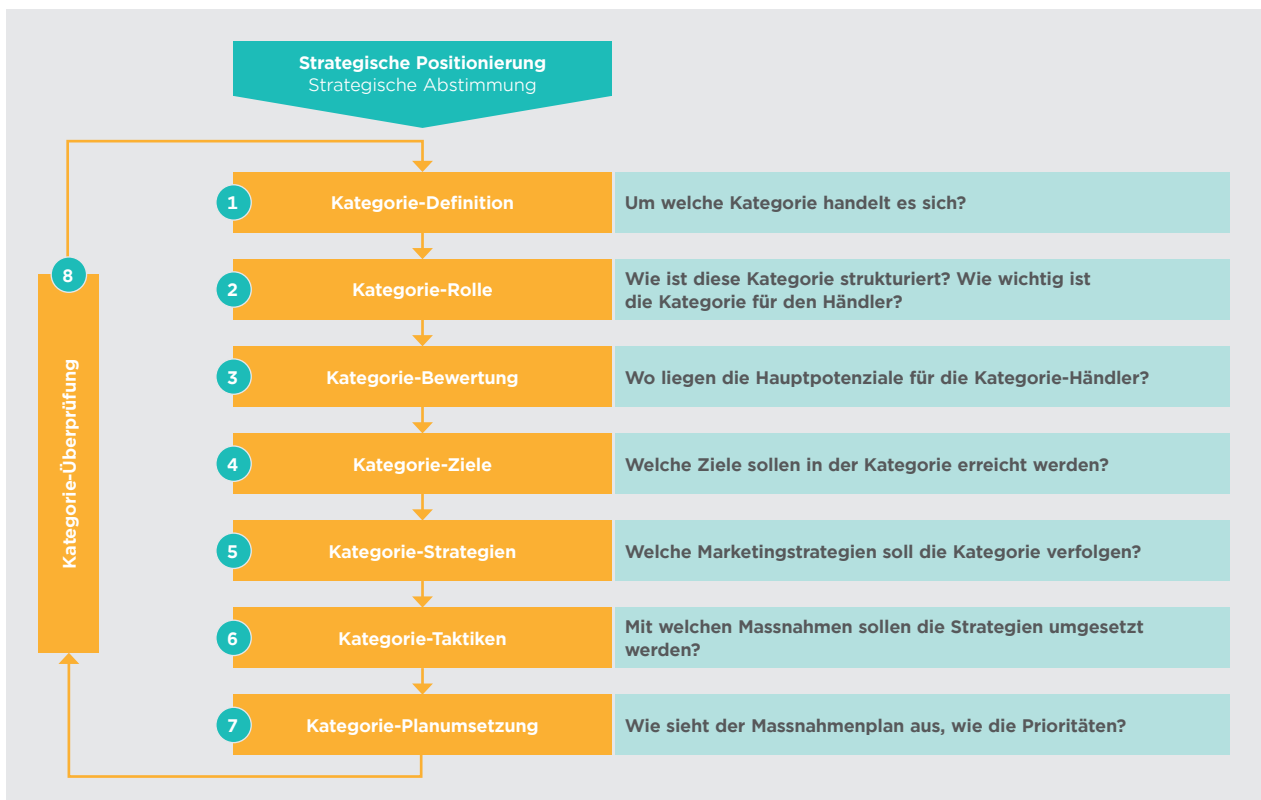 Strategische Positionierung
Strategische Abstimmung
1
Kategorie-Definition
Um welche Kategorie handelt es sich?
8
Kategorie-Überprüfung
2
Kategorie-Rolle
Wie ist diese Kategorie strukturiert? Wie wichtig ist
die Kategorie für den Händler?
3
Kategorie-Bewertung
Wo liegen die Hauptpotenziale für die Kategorie-Händler?
4
Kategorie-Ziele
Welche Ziele sollen in der Kategorie erreicht werden?
5
Kategorie-Strategien
Welche Marketingstrategien soll die Kategorie verfolgen?
6
Kategorie-Taktiken
Mit welchen Massnahmen sollen die Strategien umgesetzt
werden?
7
Kategorie-Planumsetzung
Wie sieht der Massnahmenplan aus, wie die Prioritäten?